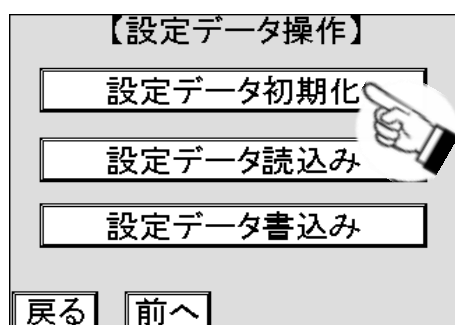 【設定データ操作】
設定データ初期化
設定データ読込み
設定データ書込み
戻る 前へ